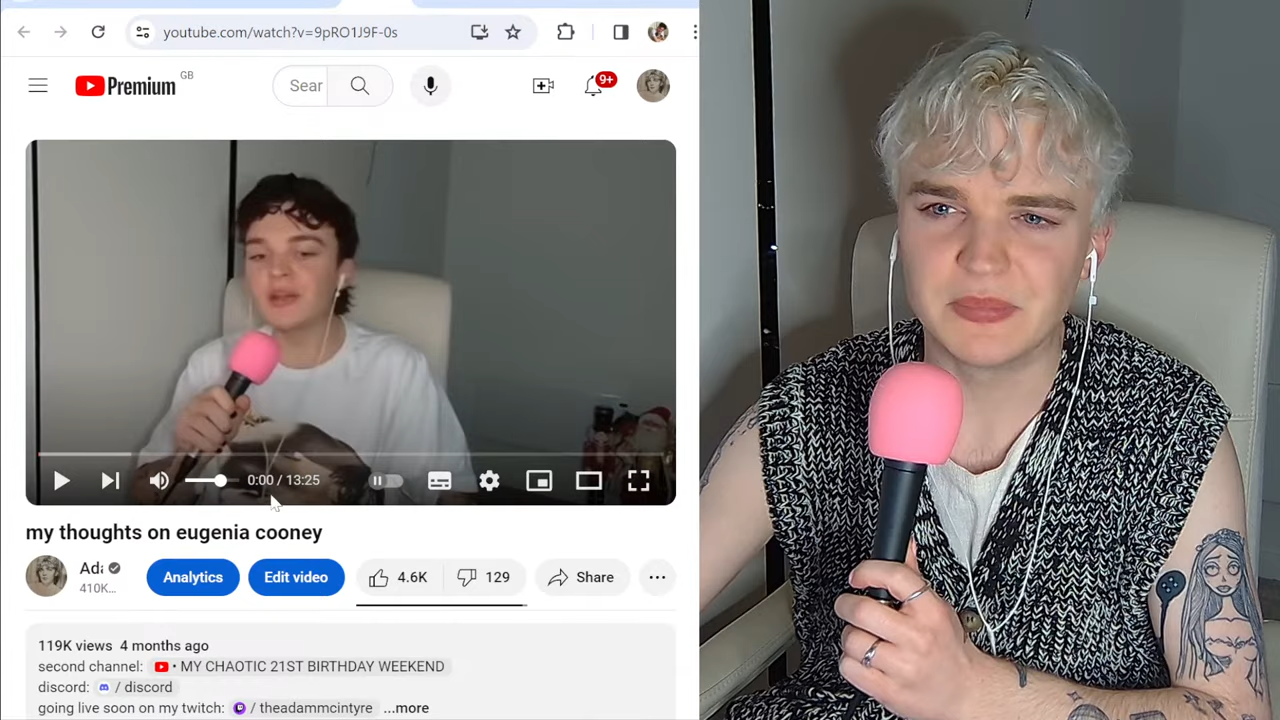 youtube.com/watch?v=9pRO1J9F-0s
Premium GB
Sear
9+
0:00 / 13:25
my thoughts on eugenia cooney
Ada
410K...
Analytics
Edit video
4.6K
129
Share
119K views 4 months ago
second channel: • MY CHAOTIC 21ST BIRTHDAY WEEKEND
discord: / discord
going live soon on my twitch: / theadammcintyre ...more